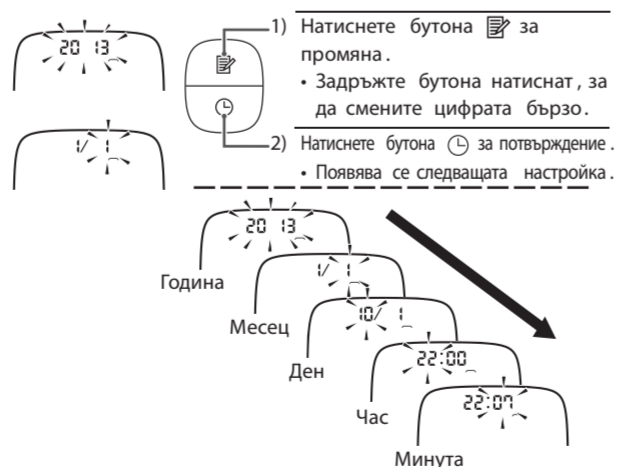 20 13
1) Натиснете бутона за
промяна.
• Задръжте бутона натиснат, за
да смените цифрата бързо.
1/ 1
2) Натиснете бутона за потвърждение.
• Появява се следващата настройка.
20 13
Година
1/ 1
Месец
10/ 1
Ден
22:00
Час
22:07
Минута